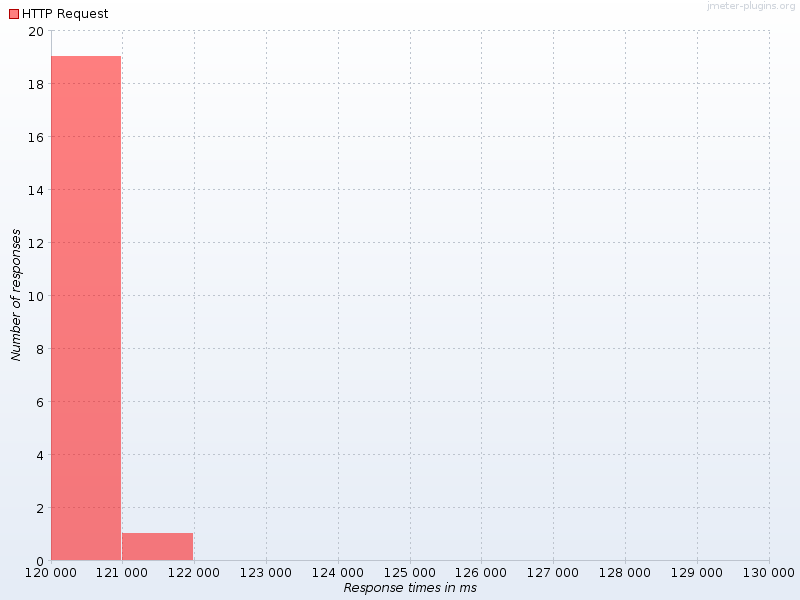 HTTP Request
jmeter-plugins.org
20
18
16
14
12
10
8
6
4
2
0
Number of responses
120 000 121 000 122 000 123 000 124 000 125 000 126 000 127 000 128 000 129 000 130 000
Response times in ms